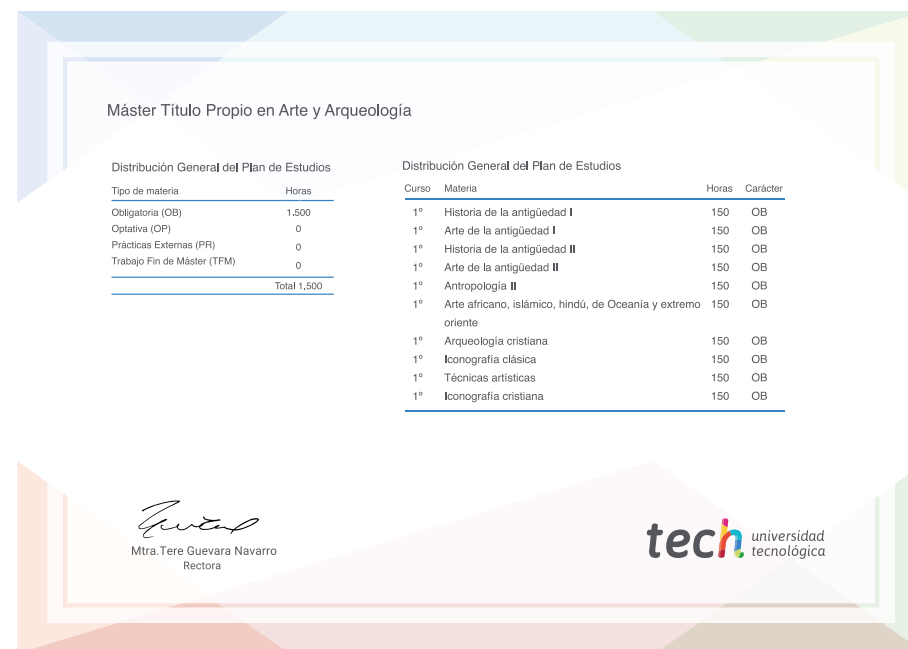 Máster Título Propio en Arte y Arqueología
Distribución General del Plan de Estudios
Tipo de materia Horas
Obligatoria (OB) 1.500
Optativa (OP) 0
Prácticas Externas (PR) 0
Trabajo Fin de Máster (TFM) 0
Total 1,500
Distribución General del Plan de Estudios
Curso Materia Horas Carácter
1º Historia de la antigüedad I 150 OB
1º Arte de la antigüedad I 150 OB
1º Historia de la antigüedad II 150 OB
1º Arte de la antigüedad II 150 OB
1º Antropología II 150 OB
1º Arte africano, islámico, hindú, de Oceanía y extremo 150 OB
oriente
1º Arqueología cristiana 150 OB
1º Iconografía clásica 150 OB
1º Técnicas artísticas 150 OB
1º Iconografía cristiana 150 OB
Mtra.Tere Guevara Navarro
Rectora
tech universidad
tecnológica